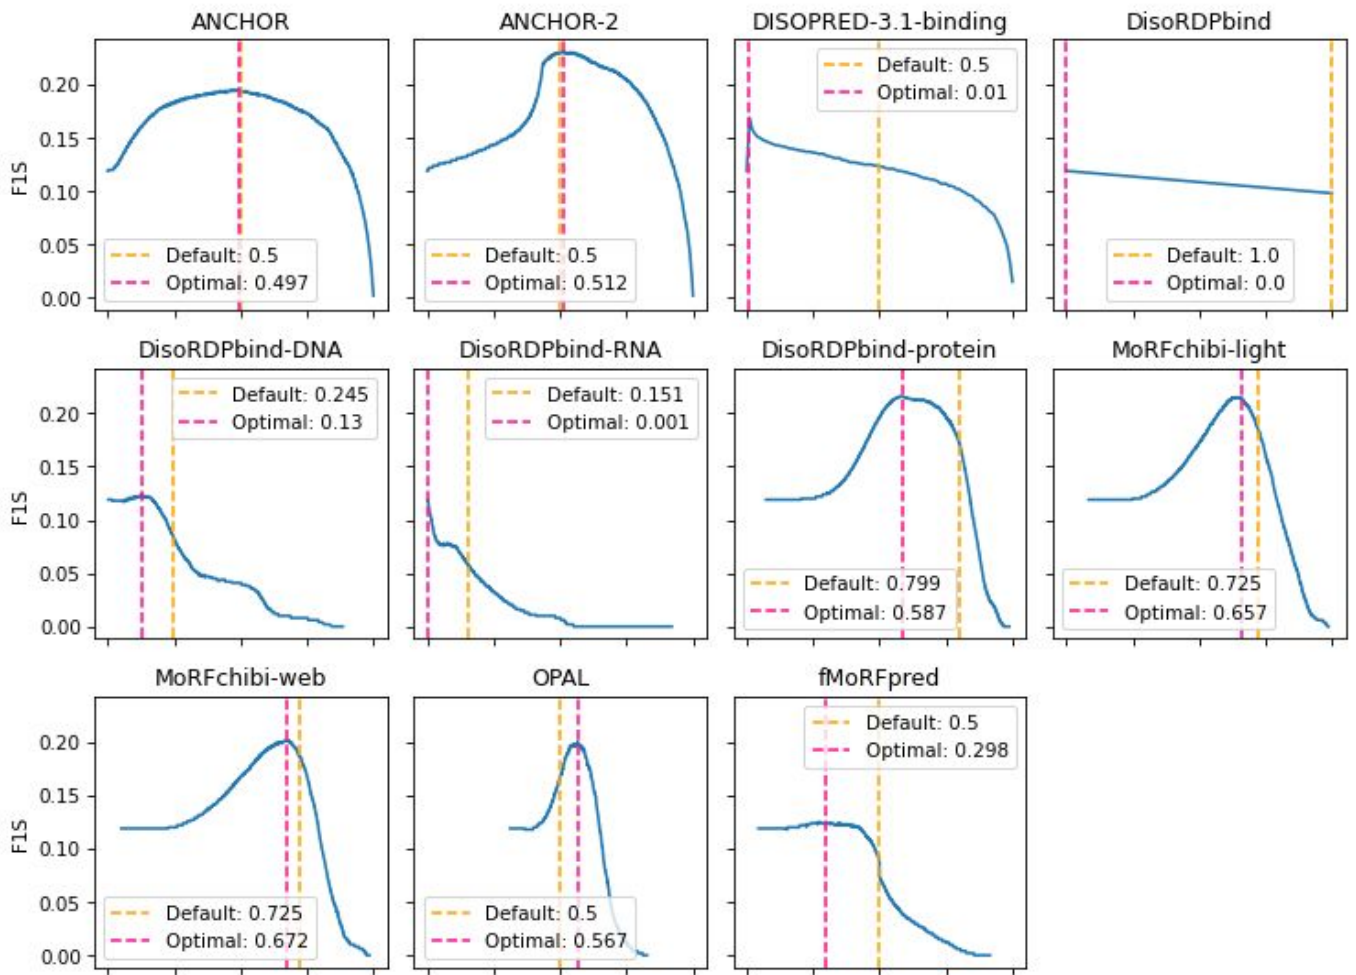 ANCHOR
ANCHOR-2
DISOPRED-3.1-binding
DisoRDPbind
F1S
0.20
0.15
0.10
0.05
0.00
Default: 0.5
Optimal: 0.497
Default: 0.5
Optimal: 0.512
Default: 0.5
Optimal: 0.01
Default: 1.0
Optimal: 0.0
DisoRDPbind-DNA
DisoRDPbind-RNA
DisoRDPbind-protein
MoRFchibi-light
F1S
0.20
0.15
0.10
0.05
0.00
Default: 0.245
Optimal: 0.13
Default: 0.151
Optimal: 0.001
Default: 0.799
Optimal: 0.587
Default: 0.725
Optimal: 0.657
MoRFchibi-web
OPAL
fMoRFpred
F1S
0.20
0.15
0.10
0.05
0.00
Default: 0.725
Optimal: 0.672
Default: 0.5
Optimal: 0.567
Default: 0.5
Optimal: 0.298